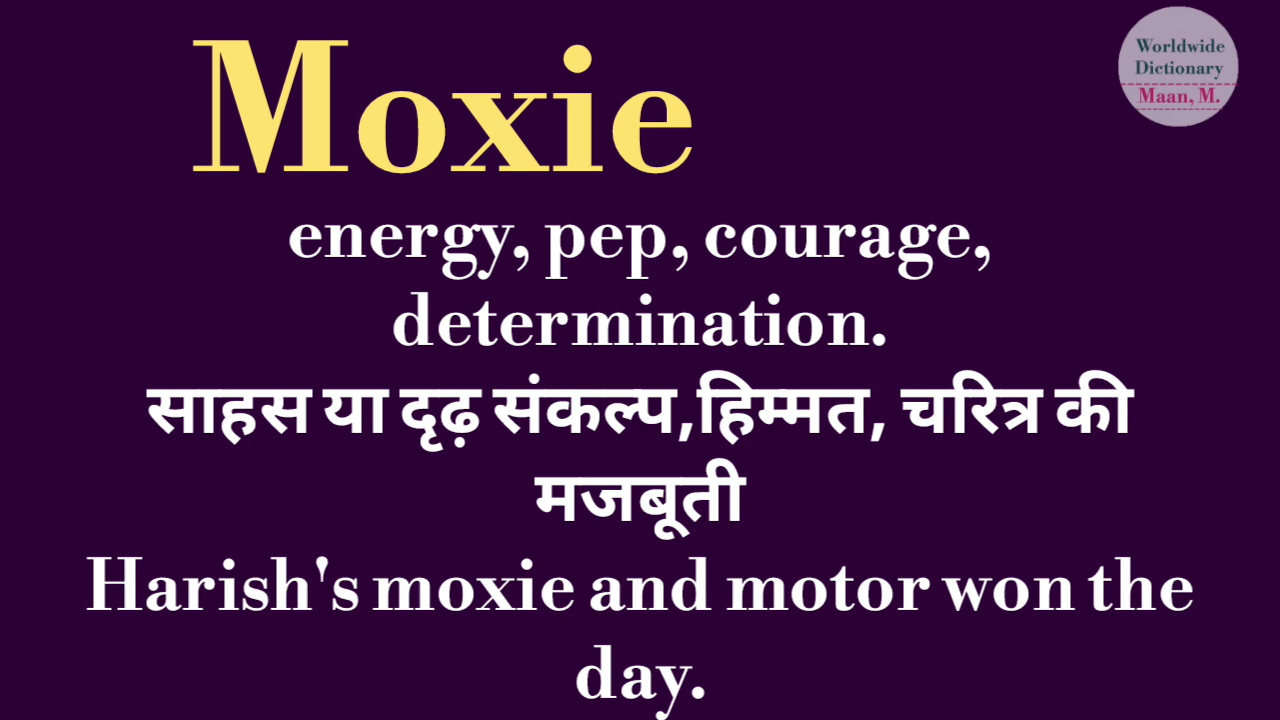 Moxie
Worldwide
Dictionary
Maan, M.
energy, pep, courage,
determination.
साहस या दृढ़ संकल्प,हिम्मत, चरित्र की
मजबूती
Harish's moxie and motor won the
day.